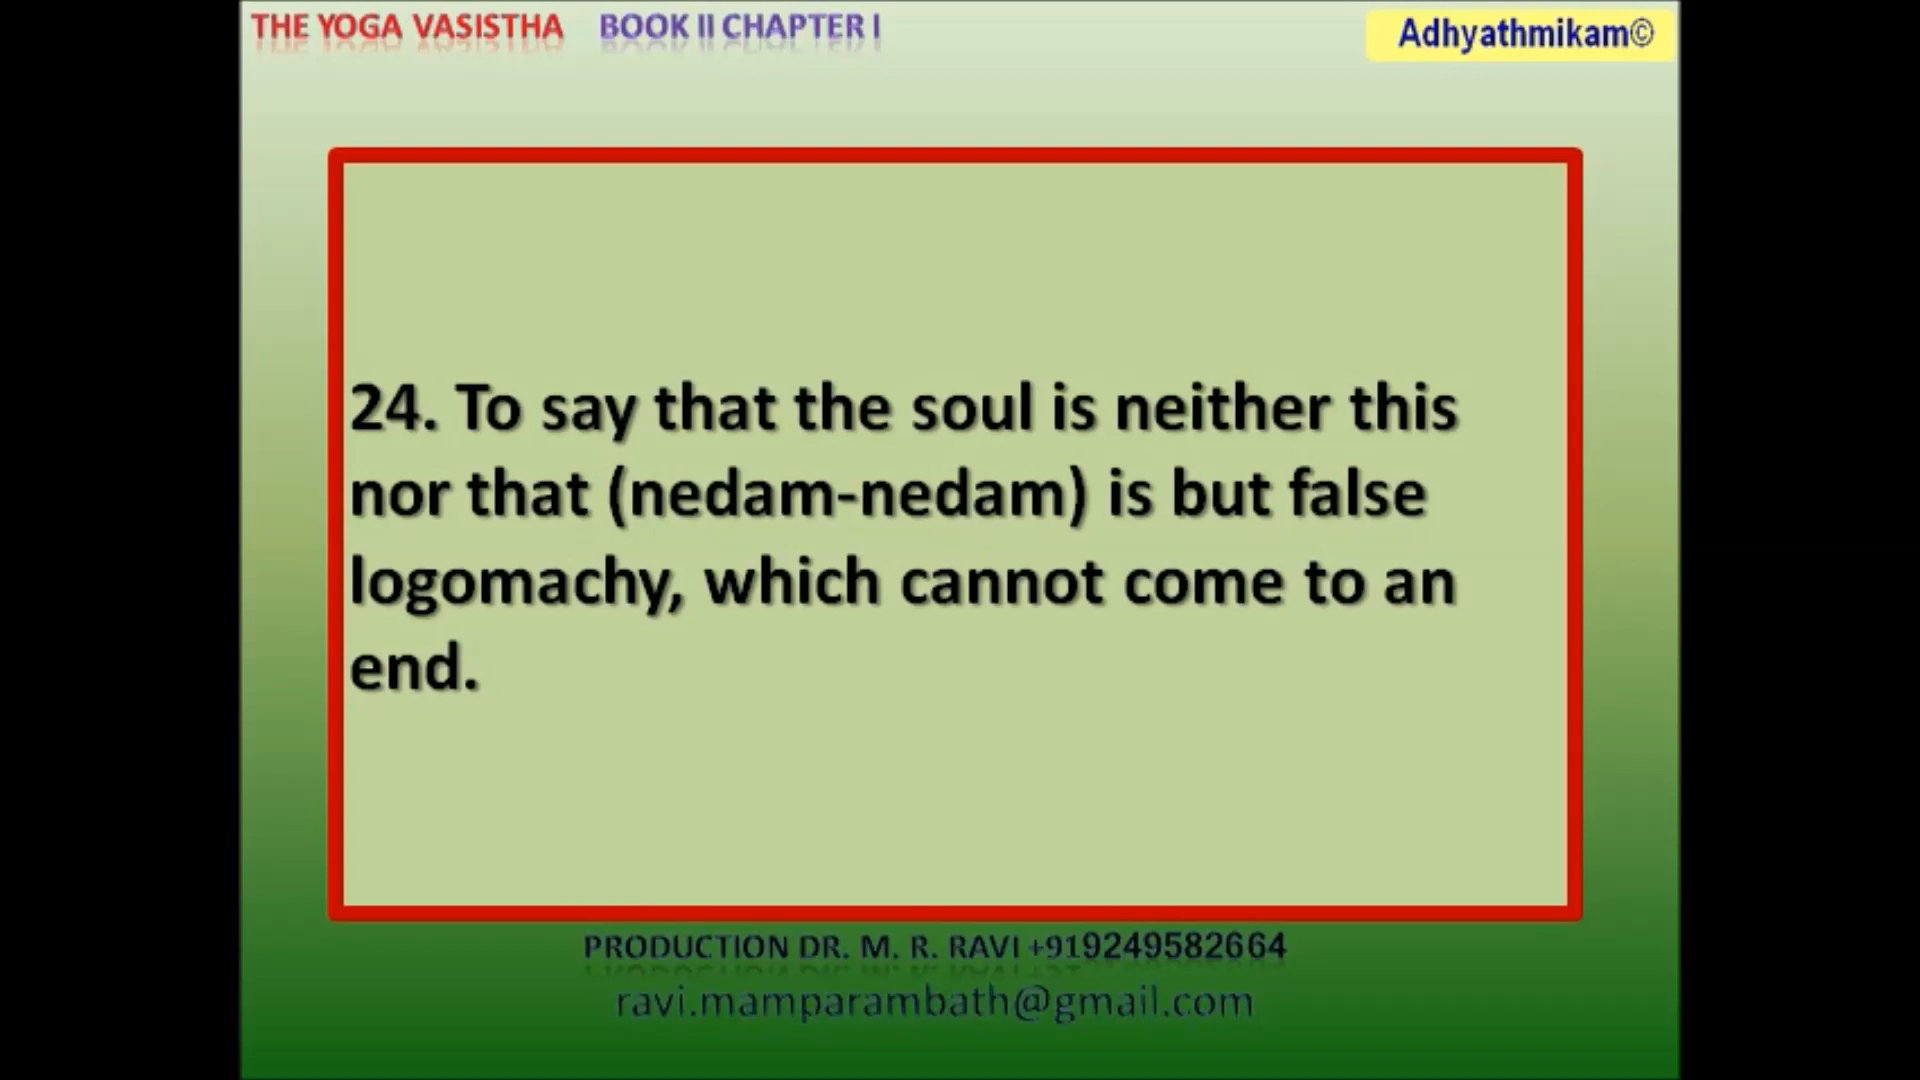 THE YOGA VASISTHA BOOK II CHAPTER I
Adhyathmikam©
24. To say that the soul is neither this
nor that (nedam-nedam) is but false
logomachy, which cannot come to an
end.
PRODUCTION DR. M. R. RAVI +919249582664
ravi.mamparambath@gmail.com